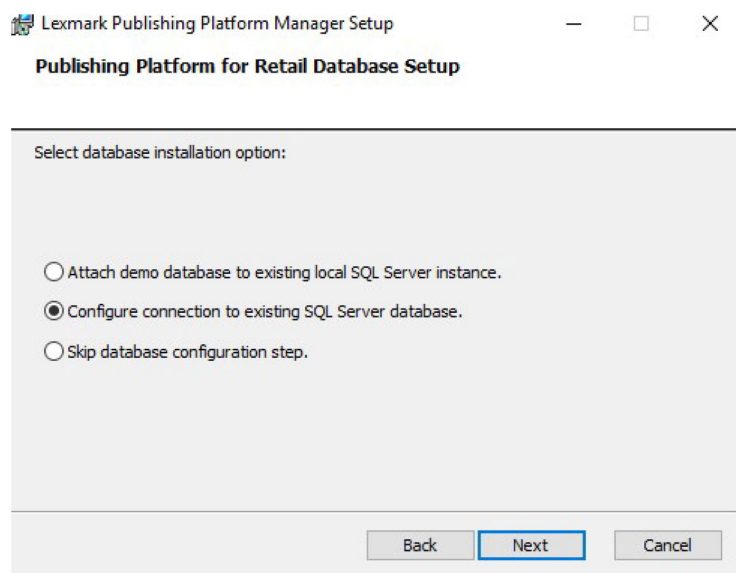 Lexmark Publishing Platform Manager Setup
Publishing Platform for Retail Database Setup
Select database installation option:
Attach demo database to existing local SQL Server instance.
Configure connection to existing SQL Server database.
Skip database configuration step.
Back Next Cancel